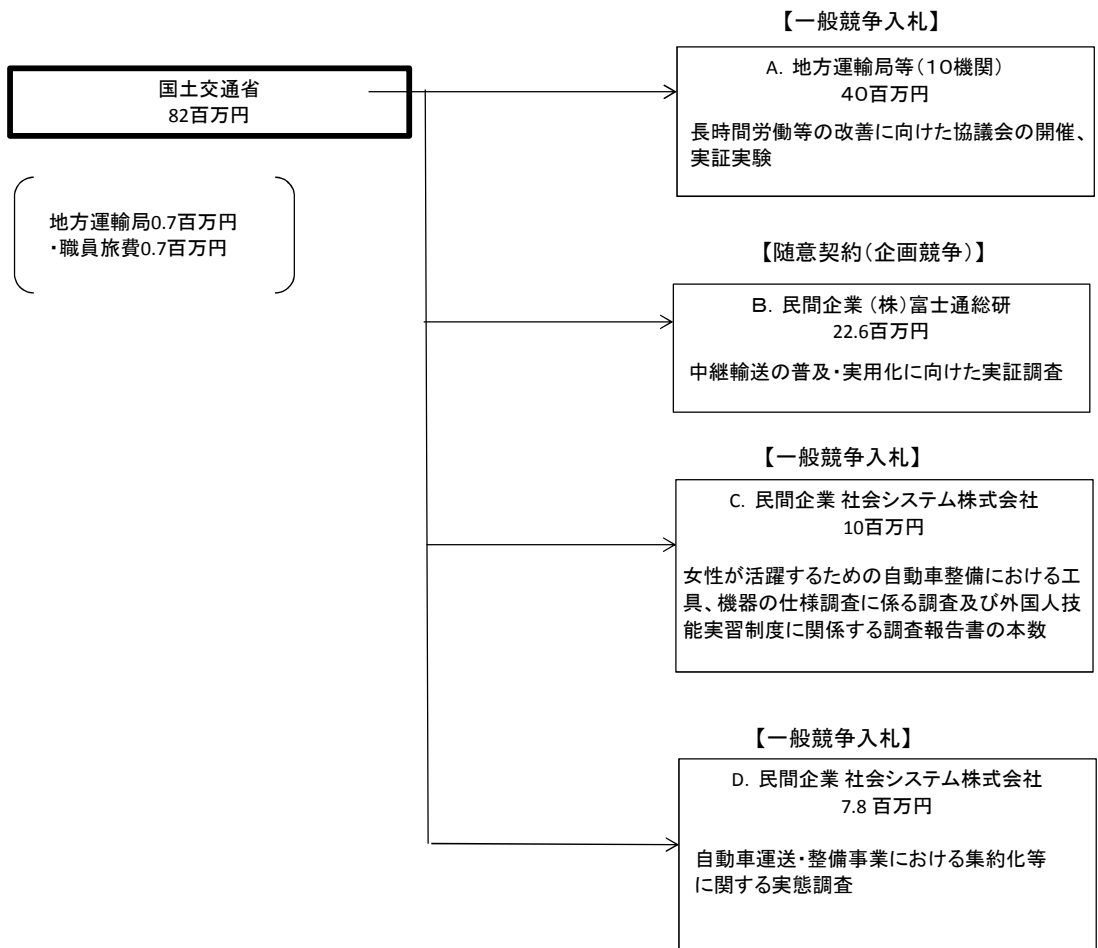 【一般競争入札】
国土交通省
82百万円
A. 地方運輸局等(10機関)
40百万円
長時間労働等の改善に向けた協議会の開催、
実証実験
地方運輸局0.7百万円
・職員旅費0.7百万円
【随意契約(企画競争)】
B. 民間企業 (株)富士通総研
22.6百万円
中継輸送の普及・実用化に向けた実証調査
【一般競争入札】
C. 民間企業 社会システム株式会社
10百万円
女性が活躍するための自動車整備における工
具、機器の仕様調査に係る調査及び外国人技
能実習制度に関係する調査報告書の本数
【一般競争入札】
D. 民間企業 社会システム株式会社
7.8 百万円
自動車運送・整備事業における集約化等
に関する実態調査